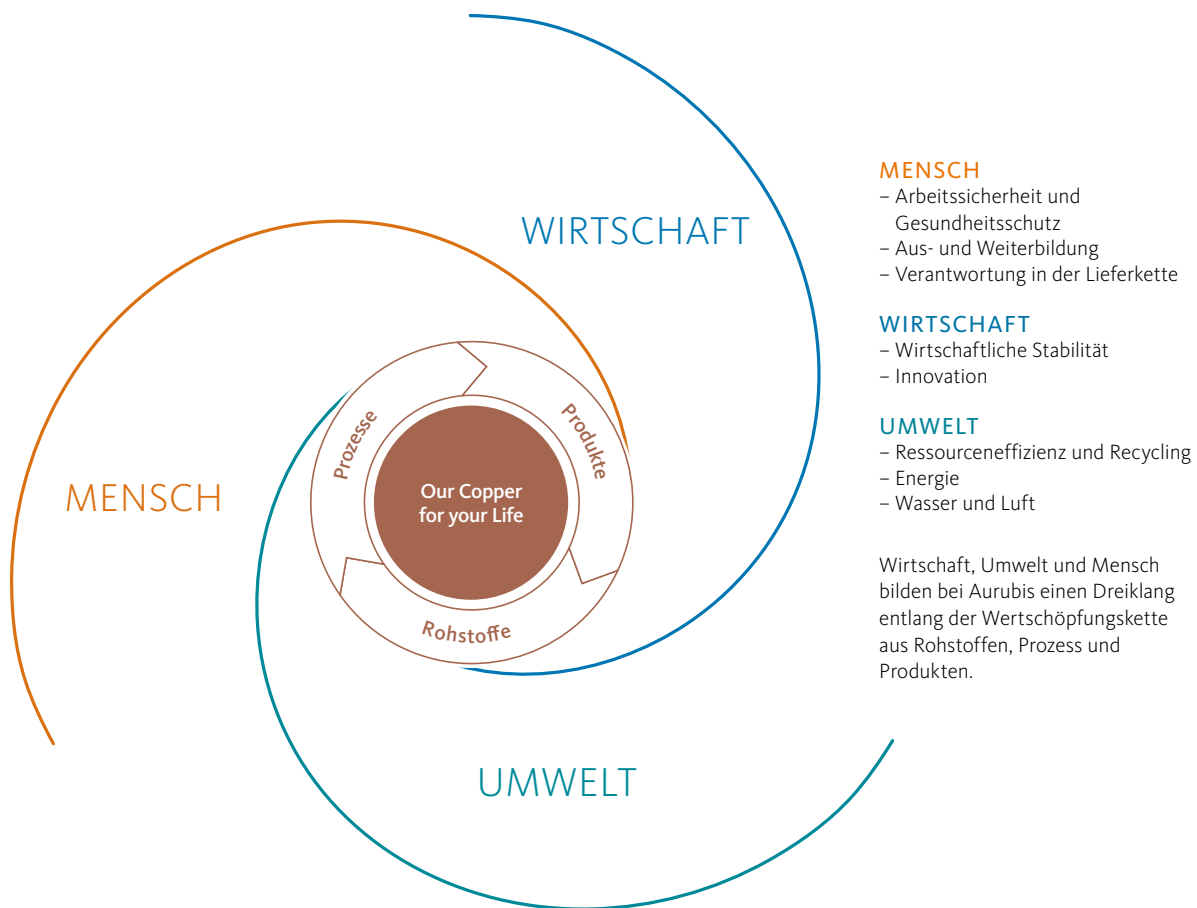 WIRTSCHAFT
MENSCH
UMWELT
Prozesse
Produkte
Rohstoffe
Our Copper
for your Life
MENSCH
– Arbeitssicherheit und
Gesundheitsschutz
– Aus- und Weiterbildung
– Verantwortung in der Lieferkette
WIRTSCHAFT
– Wirtschaftliche Stabilität
– Innovation
UMWELT
– Ressourceneffizienz und Recycling
– Energie
– Wasser und Luft
Wirtschaft, Umwelt und Mensch
bilden bei Aurubis einen Dreiklang
entlang der Wertschöpfungskette
aus Rohstoffen, Prozess und
Produkten.